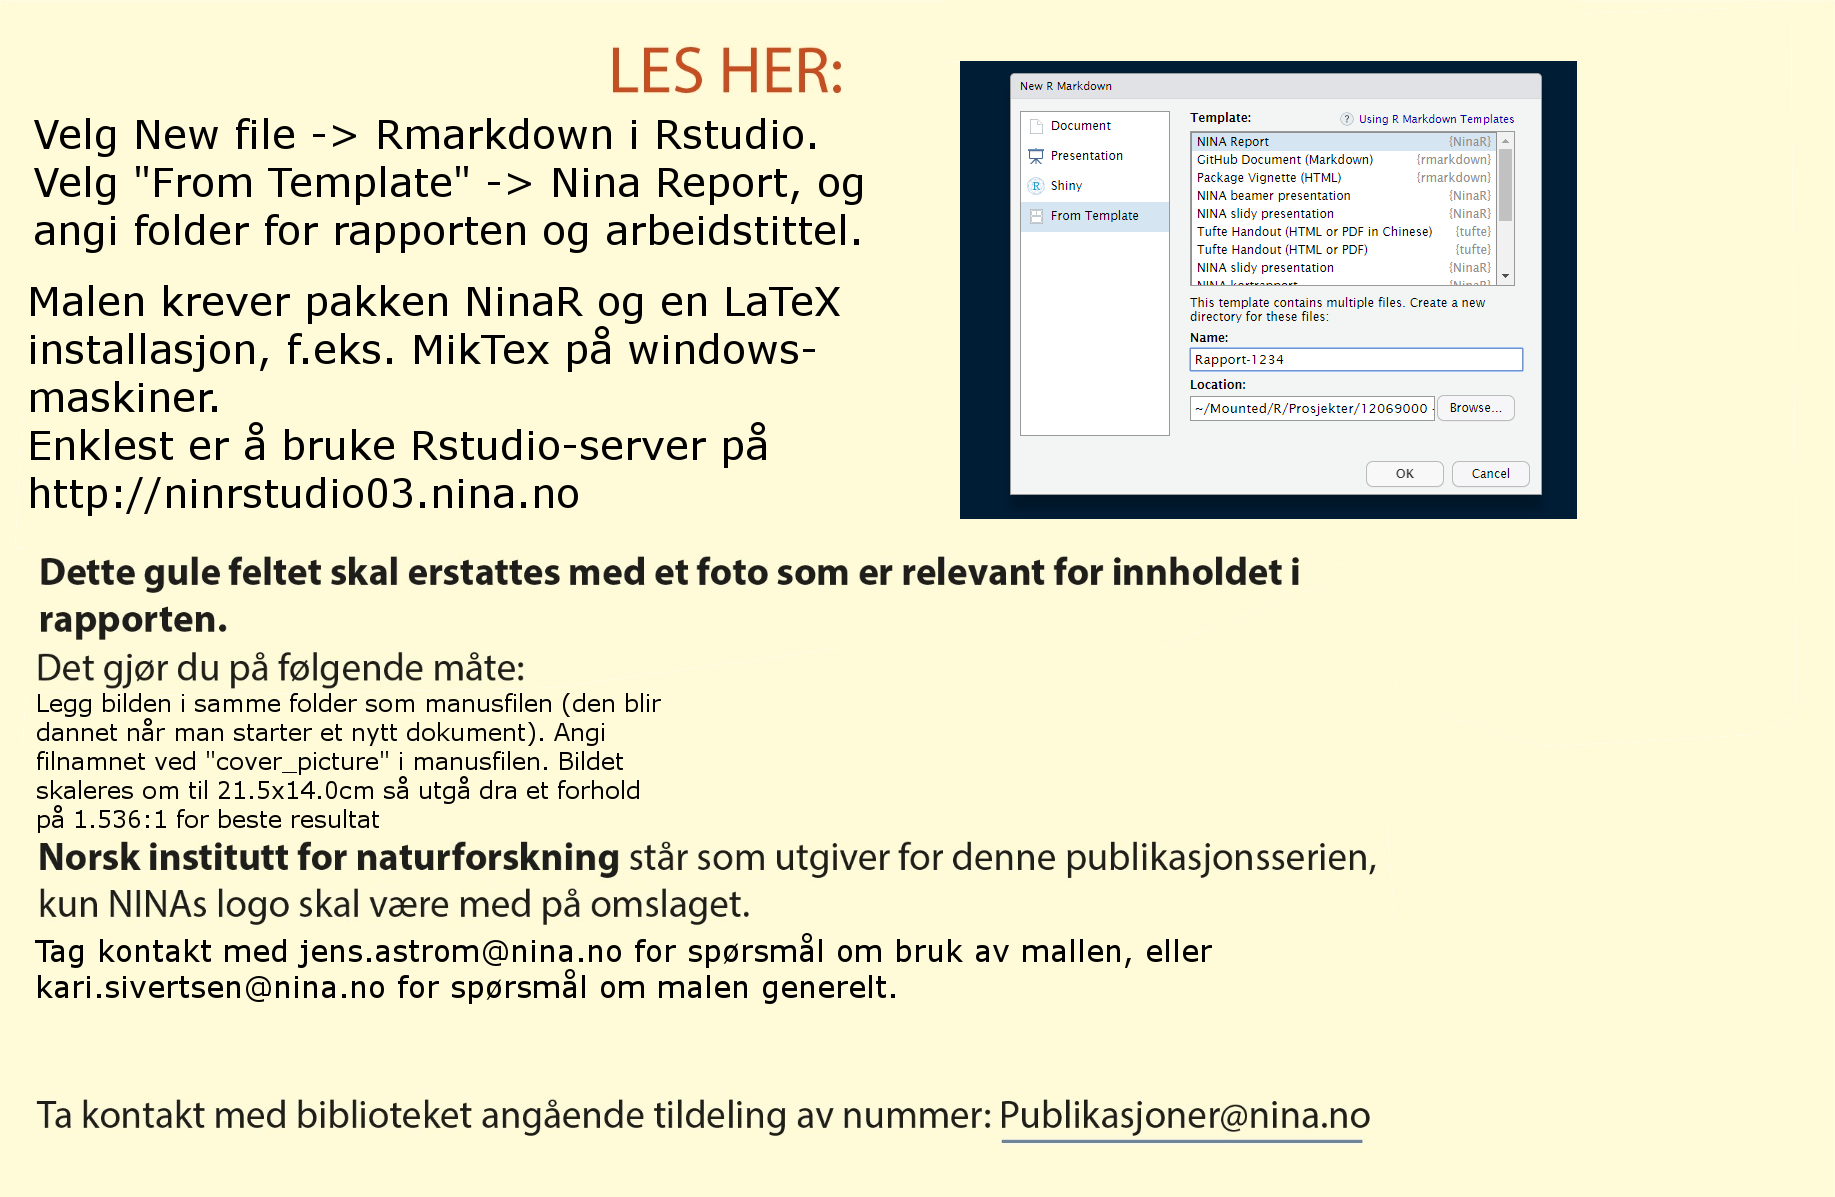 LES HER:
Velg New file -> Rmarkdown i Rstudio.
Velg "From Template" -> Nina Report, og
angi folder for rapporten og arbeidstittel.
Malen krever pakken NinaR og en LaTeX
installasjon, f.eks. MikTex på windows-
maskiner.
Enklest er å bruke Rstudio-server på
http://ninrstudio03.nina.no
New R Markdown
Document
Presentation
Shiny
From Template
Template:
? Using R Markdown Templates
NINA Report {NinaR}
GitHub Document (Markdown) {rmarkdown}
Package Vignette (HTML) {rmarkdown}
NINA beamer presentation {NinaR}
NINA slidy presentation {NinaR}
Tufte Handout (HTML or PDF in Chinese) {tufte}
Tufte Handout (HTML or PDF) {tufte}
NINA slidy presentation {NinaR}
NINA kortrapport {NinaR}
This template contains multiple files. Create a new
directory for these files:
Name:
Rapport-1234
Location:
~/Mounted/R/Prosjekter/12069000 - Browse...
OK Cancel
Dette gule feltet skal erstattes med et foto som er relevant for innholdet i
rapporten.
Det gjør du på følgende måte:
Legg bilden i samme folder som manusfilen (den blir
dannet når man starter et nytt dokument). Angi
filnamnet ved "cover_picture" i manusfilen. Bildet
skaleres om til 21.5x14.0cm så utgå dra et forhold
på 1.536:1 for beste resultat
Norsk institutt for naturforskning står som utgiver for denne publikasjonsserien,
kun NINAs logo skal være med på omslaget.
Tag kontakt med jens.astrom@nina.no for spørsmål om bruk av mallen, eller
kari.sivertsen@nina.no for spørsmål om malen generelt.
Ta kontakt med biblioteket angående tildeling av nummer: Publikasjoner@nina.no